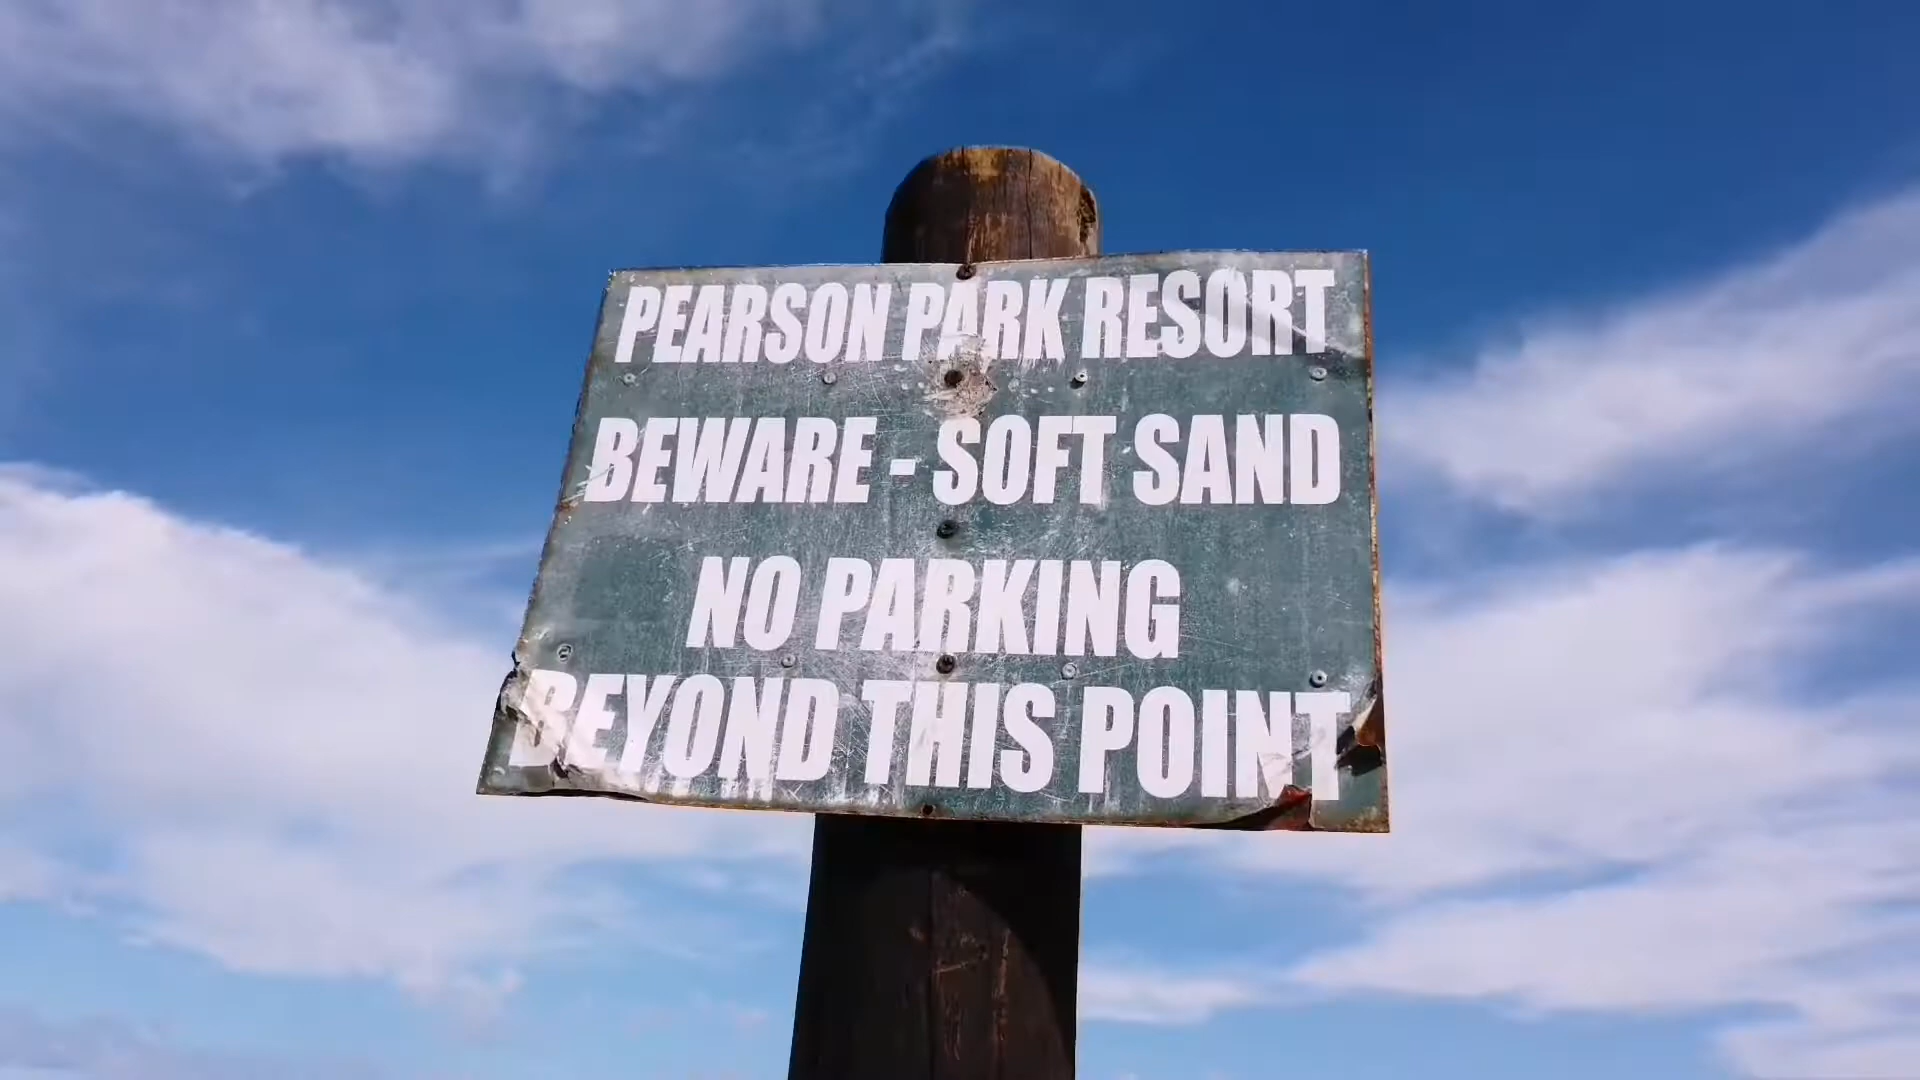 PEARSON PARK RESORT
BEWARE - SOFT SAND
NO PARKING
BEYOND THIS POINT